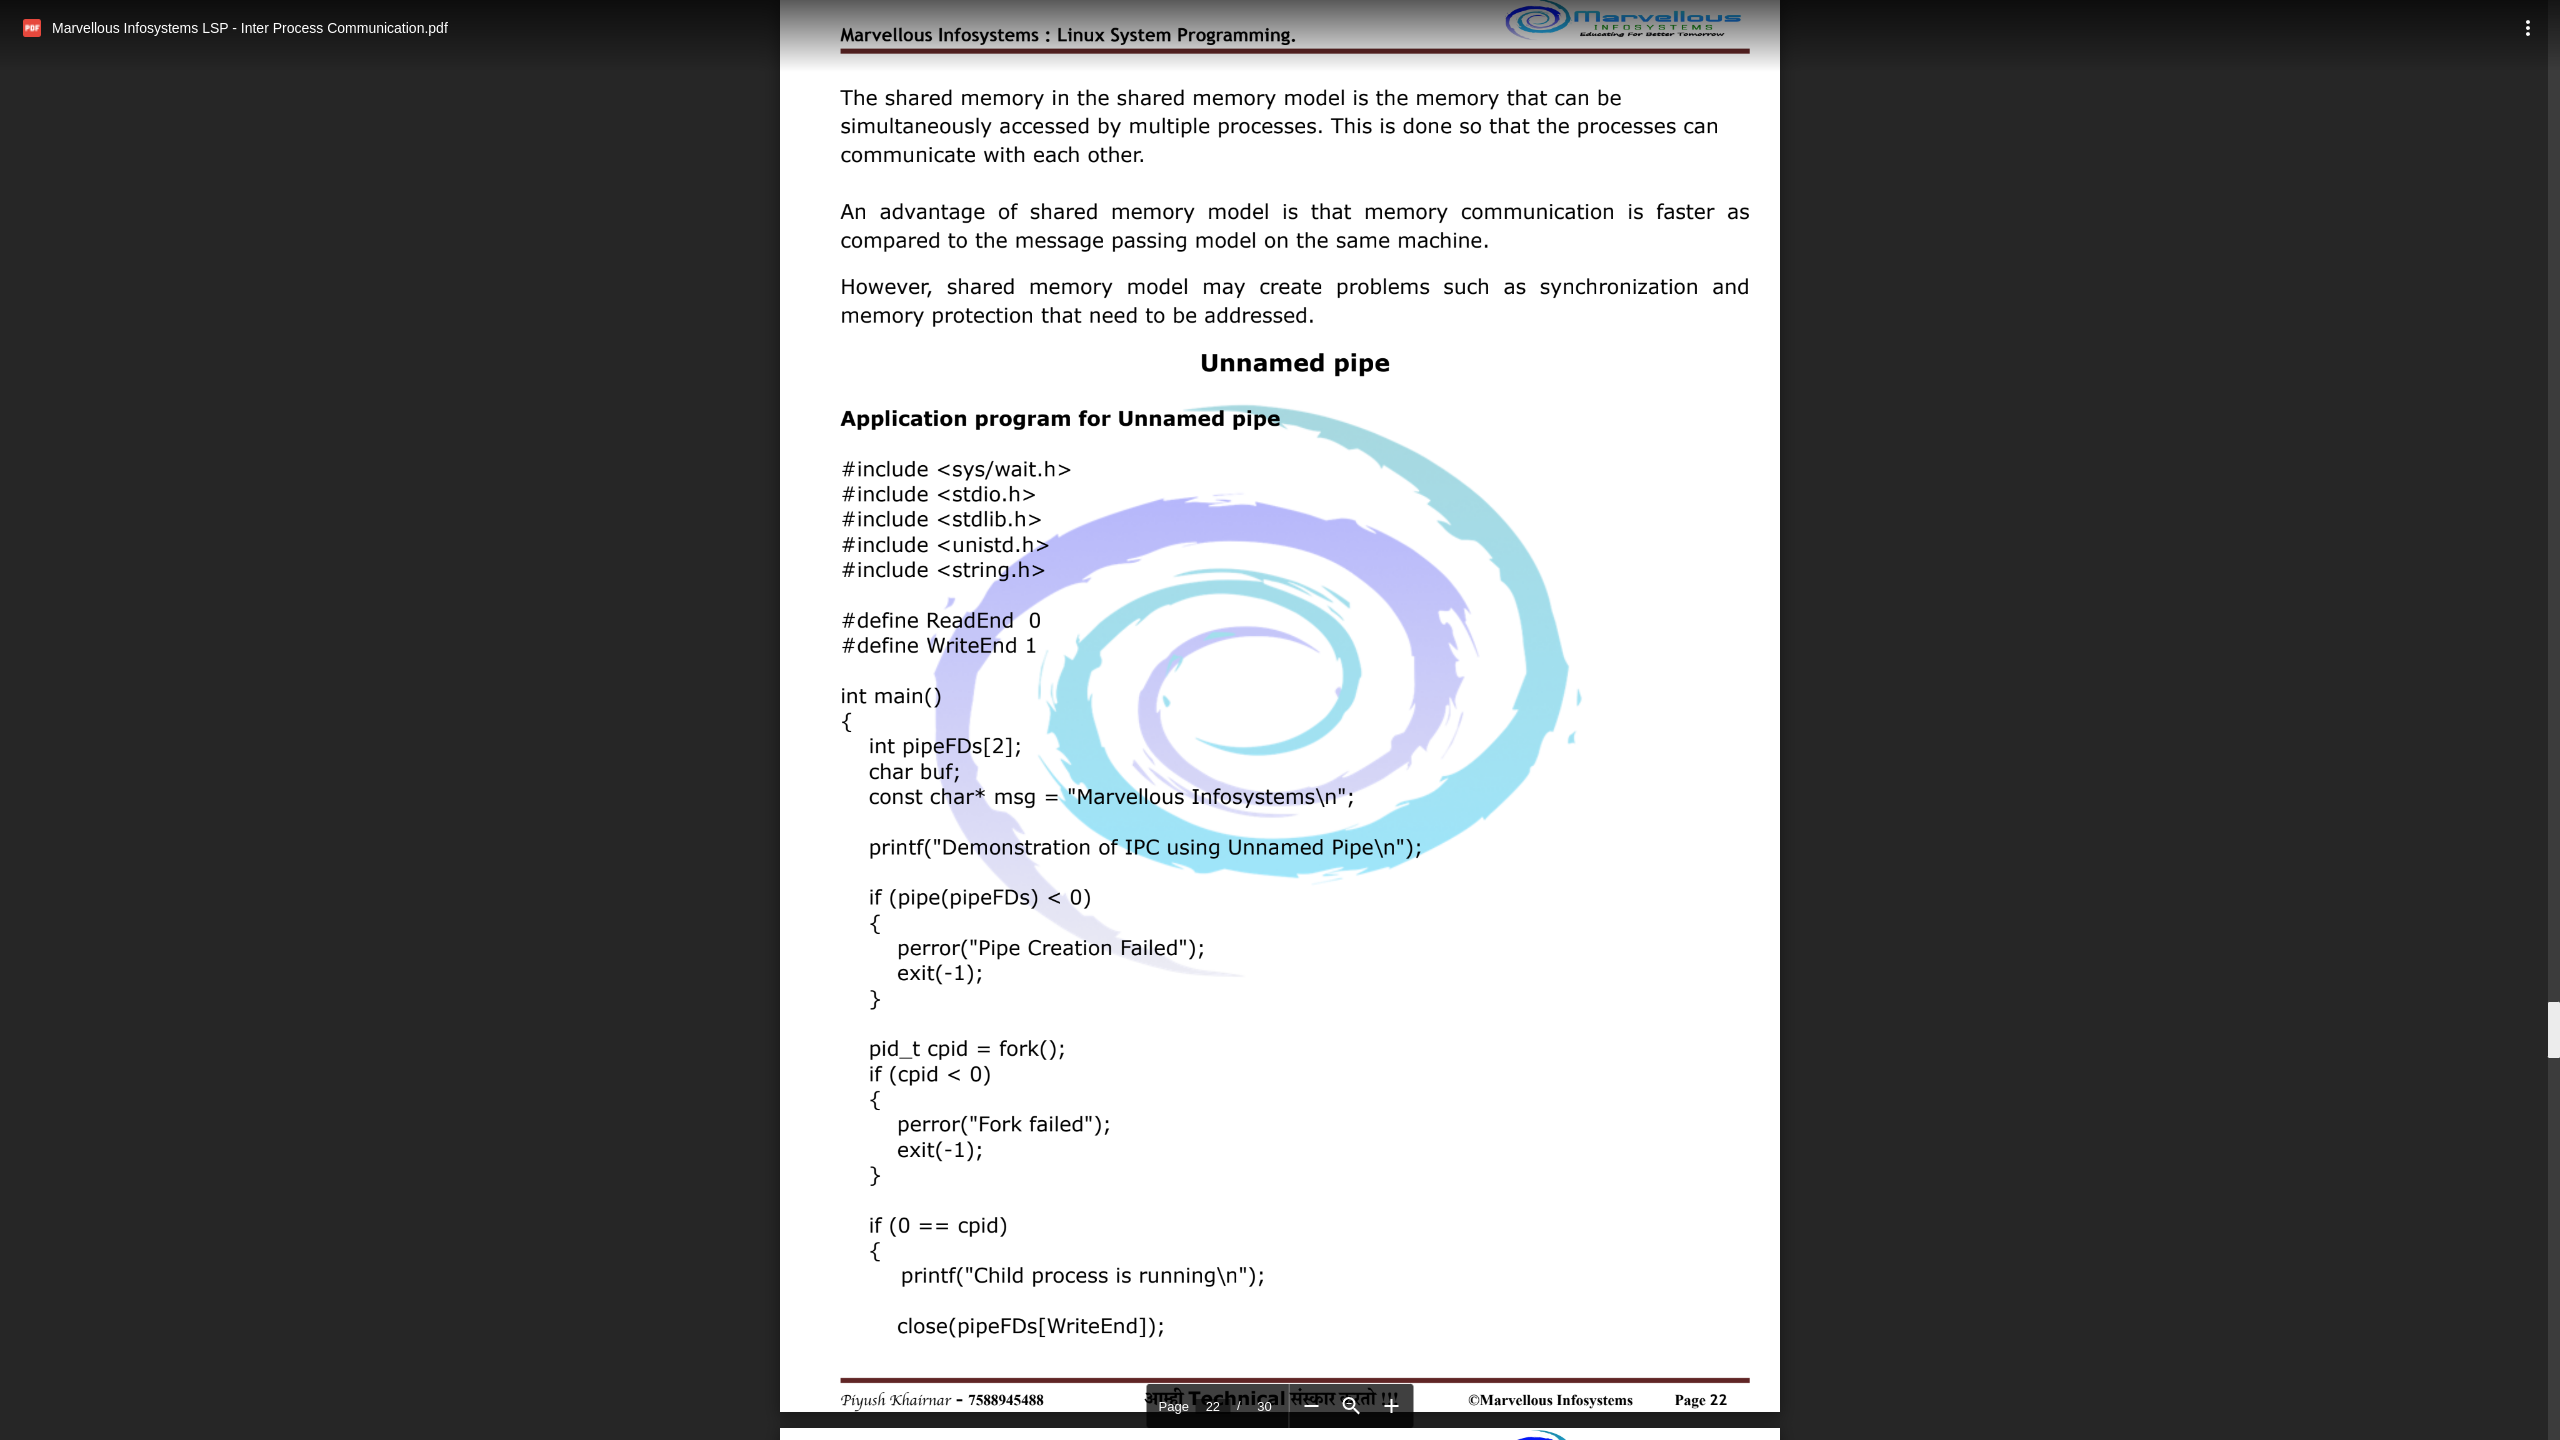 Marvellous Infosystems LSP - Inter Process Communication.pdf
Marvellous Infosystems : Linux System Programming.
Marvellous
INFOSYSTEMS
Educating For Better Tomorrow
The shared memory in the shared memory model is the memory that can be
simultaneously accessed by multiple processes. This is done so that the processes can
communicate with each other.
An advantage of shared memory model is that memory communication is faster as
compared to the message passing model on the same machine.
However, shared memory model may create problems such as synchronization and
memory protection that need to be addressed.
Unnamed pipe
Application program for Unnamed pipe
#include <sys/wait.h>
#include <stdio.h>
#include <stdlib.h>
#include <unistd.h>
#include <string.h>
#define ReadEnd  0
#define WriteEnd 1
int main()
{
int pipeFDs[2];
char buf;
const char* msg = "Marvellous Infosystems\n";
printf("Demonstration of IPC using Unnamed Pipe\n");
if (pipe(pipeFDs) < 0)
{
perror("Pipe Creation Failed");
exit(-1);
}
pid_t cpid = fork();
if (cpid < 0)
{
perror("Fork failed");
exit(-1);
}
if (0 == cpid)
{
printf("Child process is running\n");
close(pipeFDs[WriteEnd]);
Piyush Khairnar - 7588945488 आम्ही Technical संस्कार करतो !!! ©Marvellous Infosystems Page 22
Page 22 / 30